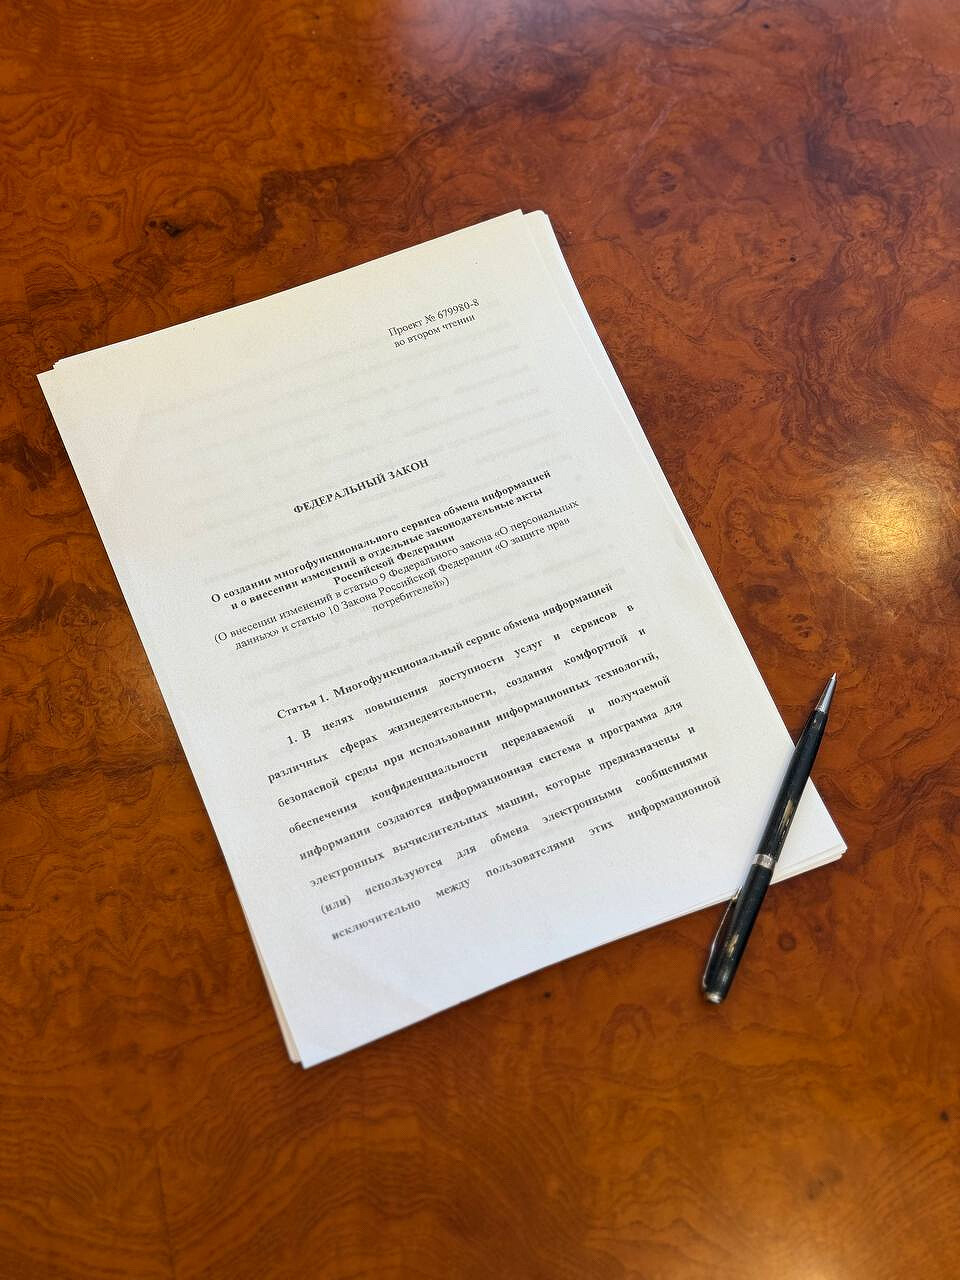 Проект № 679980-8
во втором чтении
ФЕДЕРАЛЬНЫЙ ЗАКОН
О создании многофункционального сервиса обмена информацией
и о внесении изменений в отдельные законодательные акты
Российской Федерации
(О внесении изменений в статью 9 Федерального закона «О персональных
данных» и статью 10 Закона Российской Федерации «О защите прав
потребителей»)
Статья 1. Многофункциональный сервис обмена информацией
1. В целях повышения доступности услуг и сервисов в
различных сферах жизнедеятельности, создания комфортной и
безопасной среды при использовании информационных технологий,
обеспечения конфиденциальности передаваемой и получаемой
информации создаются информационная система и программа для
электронных вычислительных машин, которые предназначены и
(или) используются для обмена электронными сообщениями
исключительно между пользователями этих информационной